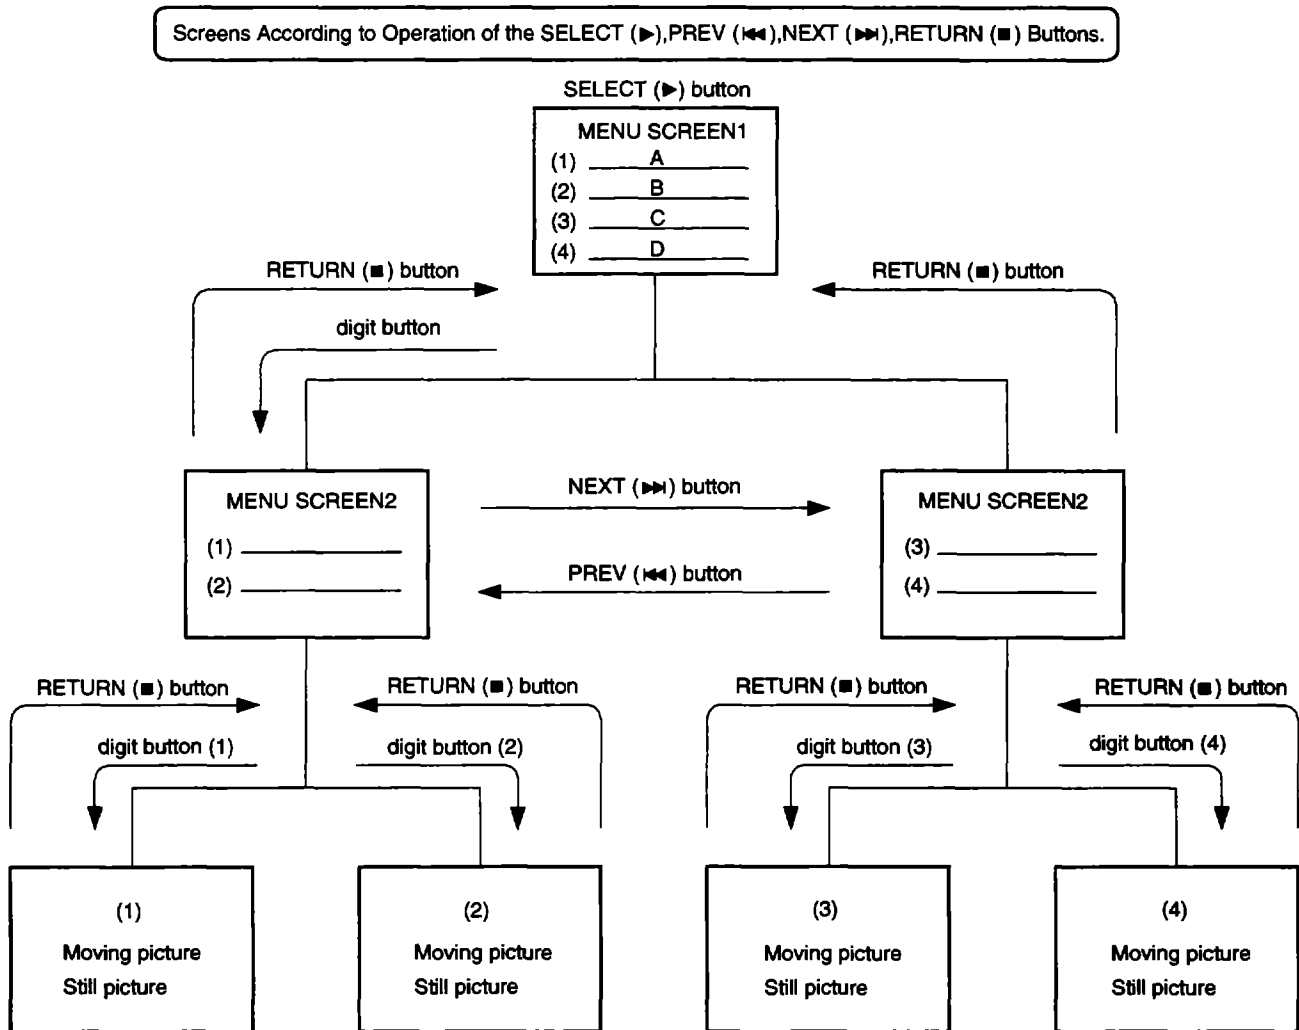 Screens According to Operation of the SELECT (▶),PREV (⏮),NEXT (⏭),RETURN (■) Buttons.
SELECT (▶) button
MENU SCREEN1
(1) A
(2) B
(3) C
(4) D
RETURN (■) button
RETURN (■) button
digit button
MENU SCREEN2
(1)
(2)
NEXT (⏭) button
PREV (⏮) button
MENU SCREEN2
(3)
(4)
RETURN (■) button
RETURN (■) button
RETURN (■) button
RETURN (■) button
digit button (1)
digit button (2)
digit button (3)
digit button (4)
(1)
Moving picture
Still picture
(2)
Moving picture
Still picture
(3)
Moving picture
Still picture
(4)
Moving picture
Still picture